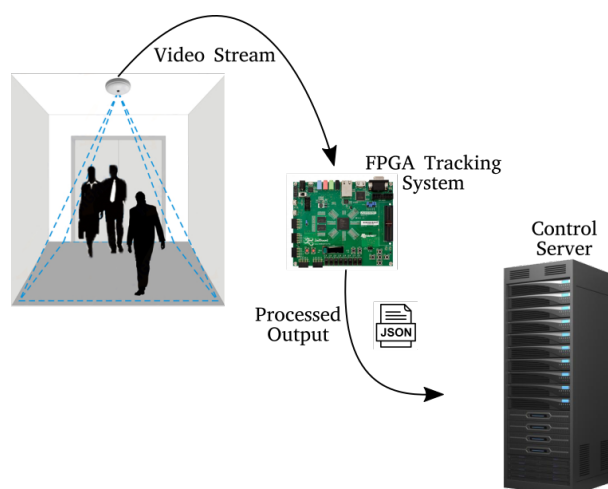 Video Stream
FPGA Tracking
System
Control
Server
Processed
Output
JSON